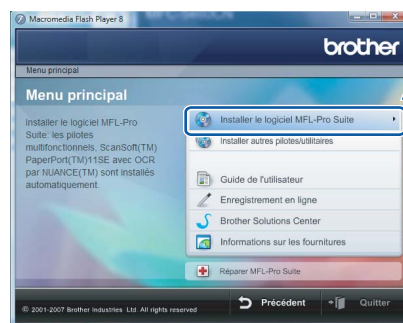 Macromedia Flash Player 8
brother
Menu principal
Menu principal
Installer le logiciel MFL-Pro
Suite: les pilotes
multifonctionnels, ScanSoft(TM)
PaperPort(TM)11SE avec OCR
par NUANCE(TM) sont installés
automatiquement.
Installer le logiciel MFL-Pro Suite
Installer autres pilotes/utilitaires
Guide de l'utilisateur
Enregistrement en ligne
Brother Solutions Center
Informations sur les fournitures
Réparer MFL-Pro Suite
© 2001-2007 Brother Industries Ltd. All rights reserved
Précédent
Quitter